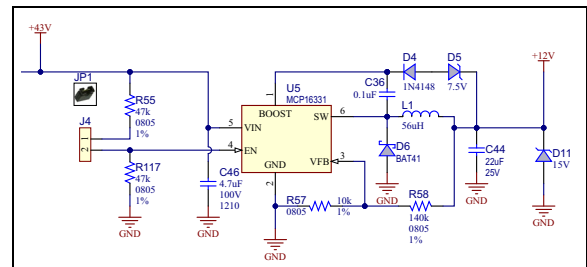 +43V
JP1
R55
47k
0805
1%
J4
1
2
R117
47k
0805
1%
GND
C46
4.7uF
100V
1210
GND
U5
MCP16331
1
BOOST
5
VIN
SW
6
4
EN
GND
VFB
3
2
GND
R57
0805
10k
1%
C36
0.1uF
D4
1N4148
D5
7.5V
L1
56uH
D6
BAT41
GND
R58
140k
0805
1%
C44
22uF
25V
GND
+12V
D11
15V
GND